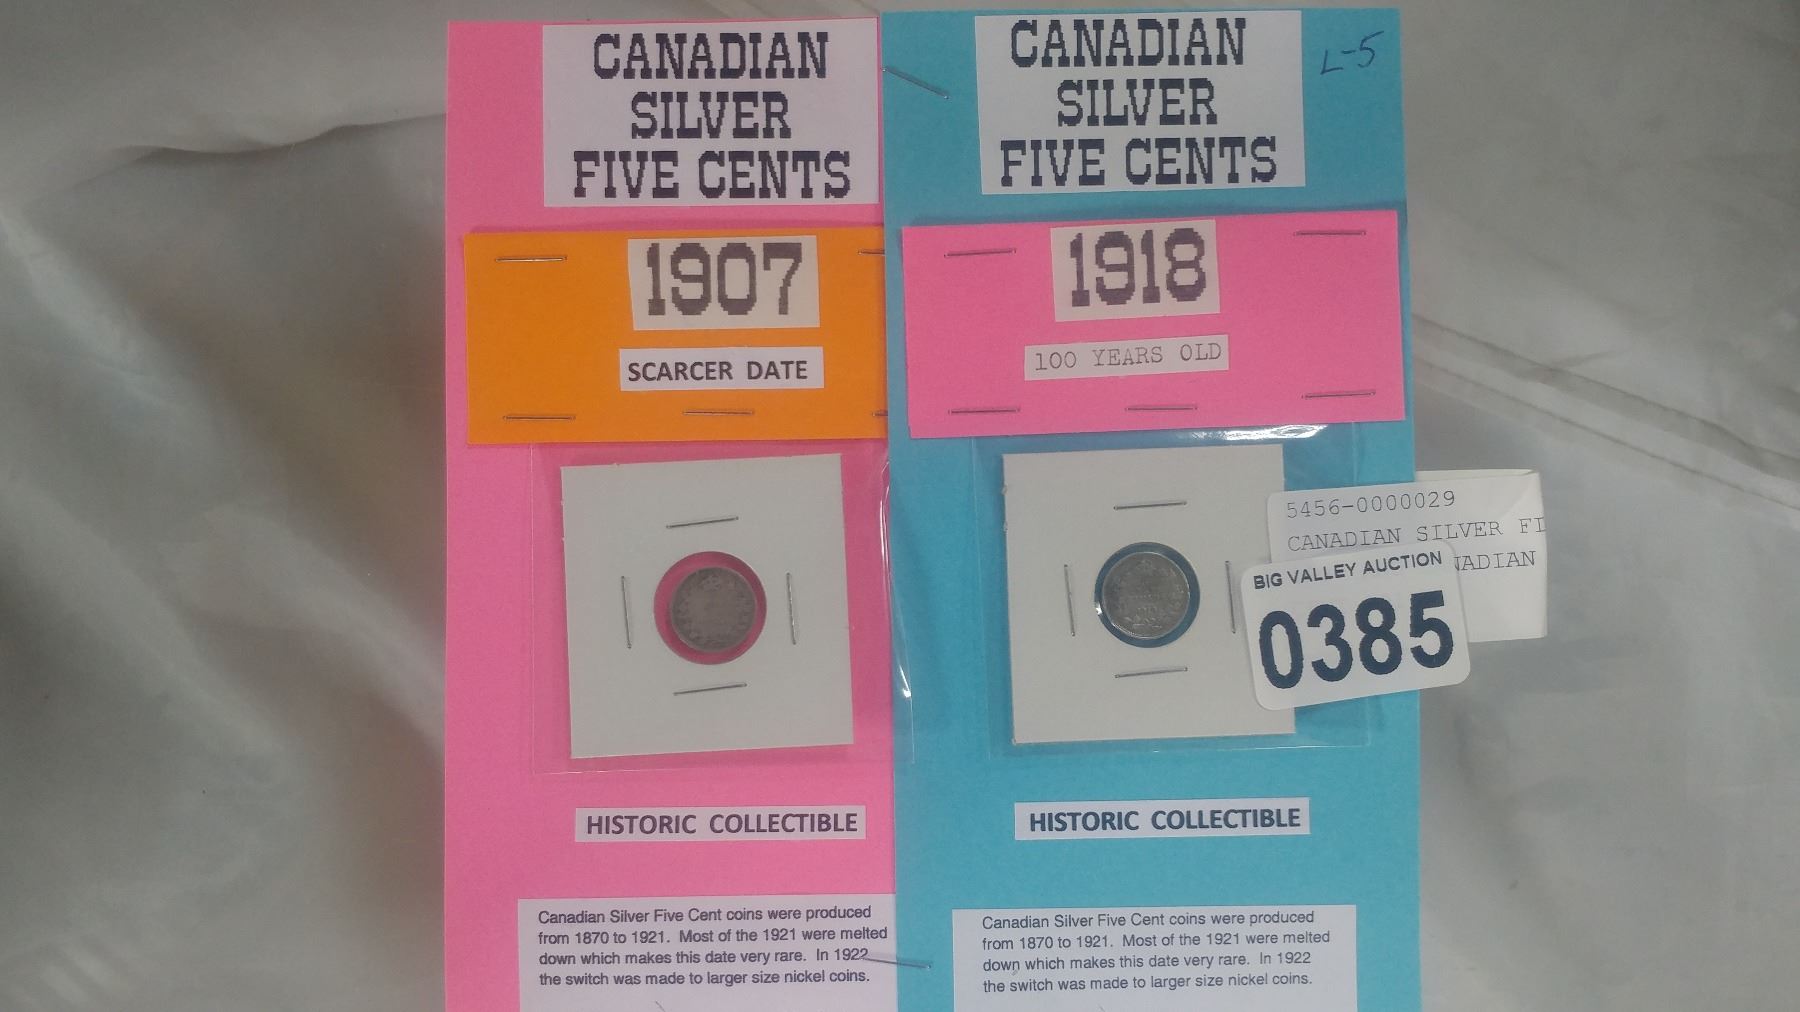 CANADIAN
SILVER
FIVE CENTS
1907
SCARCER DATE
HISTORIC COLLECTIBLE
Canadian Silver Five Cent coins were produced
from 1870 to 1921. Most of the 1921 were melted
down which makes this date very rare. In 1922
the switch was made to larger size nickel coins.
CANADIAN
SILVER
FIVE CENTS
L-5
1918
100 YEARS OLD
5456-0000029
CANADIAN SILVER FI
NADIAN
BIG VALLEY AUCTION
0385
HISTORIC COLLECTIBLE
Canadian Silver Five Cent coins were produced
from 1870 to 1921. Most of the 1921 were melted
down which makes this date very rare. In 1922
the switch was made to larger size nickel coins.